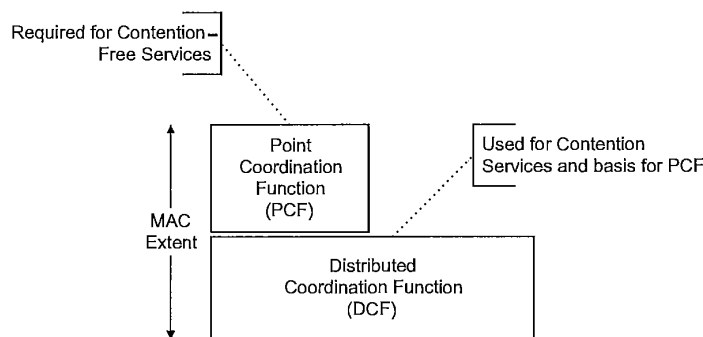 Required for Contention-
Free Services
Point
Coordination
Function
(PCF)
Used for Contention
Services and basis for PCF
MAC
Extent
Distributed
Coordination Function
(DCF)